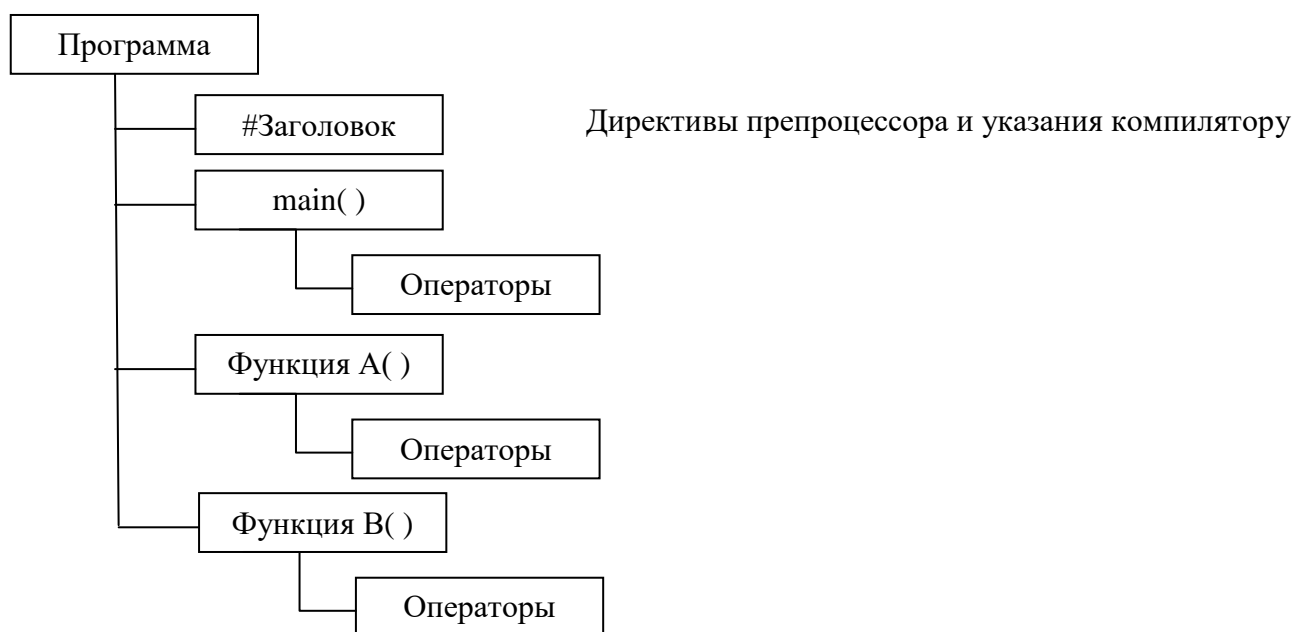 Программа
#Заголовок Директивы препроцессора и указания компилятору
main( )
Операторы
Функция A( )
Операторы
Функция B( )
Операторы